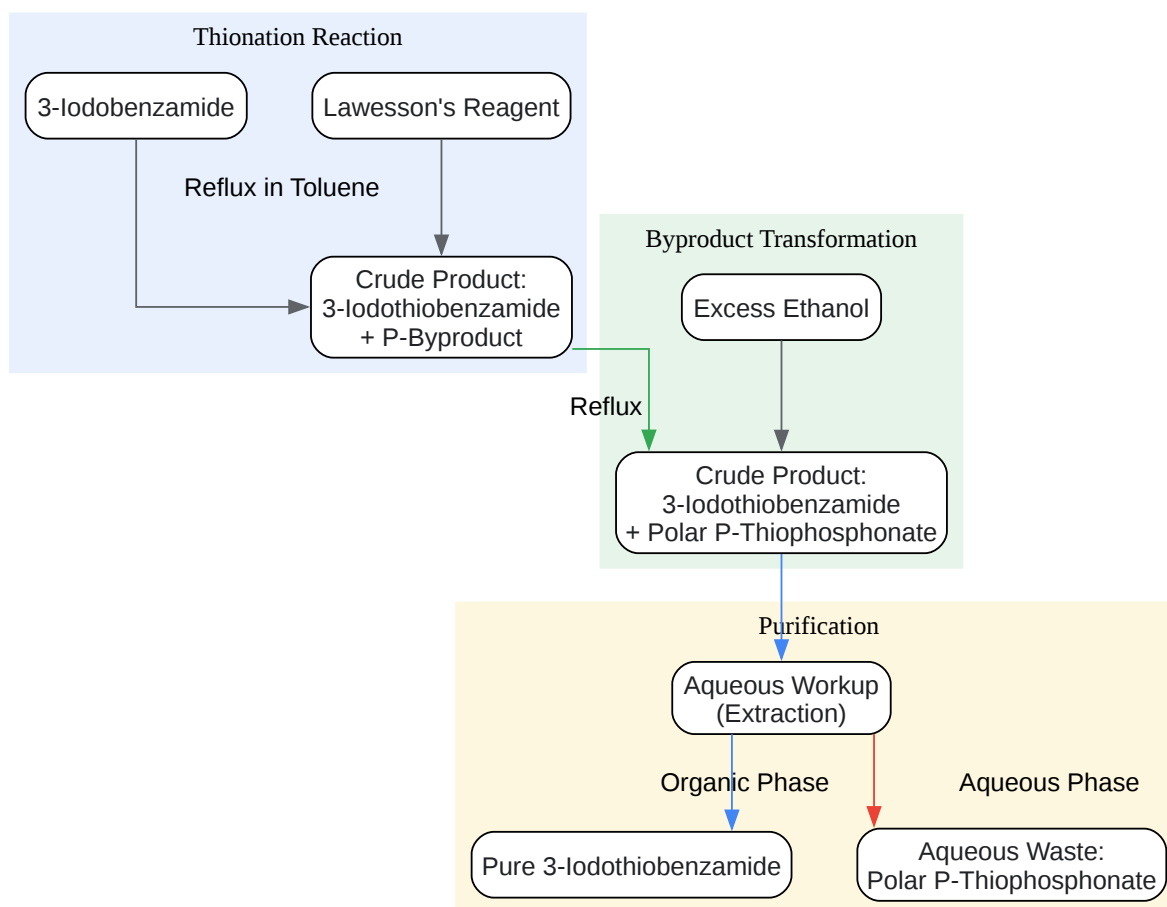 Thionation Reaction
3-Iodobenzamide
Lawesson's Reagent
Reflux in Toluene
Crude Product:
3-Iodothiobenzamide
+ P-Byproduct
Byproduct Transformation
Excess Ethanol
Reflux
Crude Product:
3-Iodothiobenzamide
+ Polar P-Thiophosphonate
Purification
Aqueous Workup
(Extraction)
Organic Phase
Aqueous Phase
Pure 3-Iodothiobenzamide
Aqueous Waste:
Polar P-Thiophosphonate